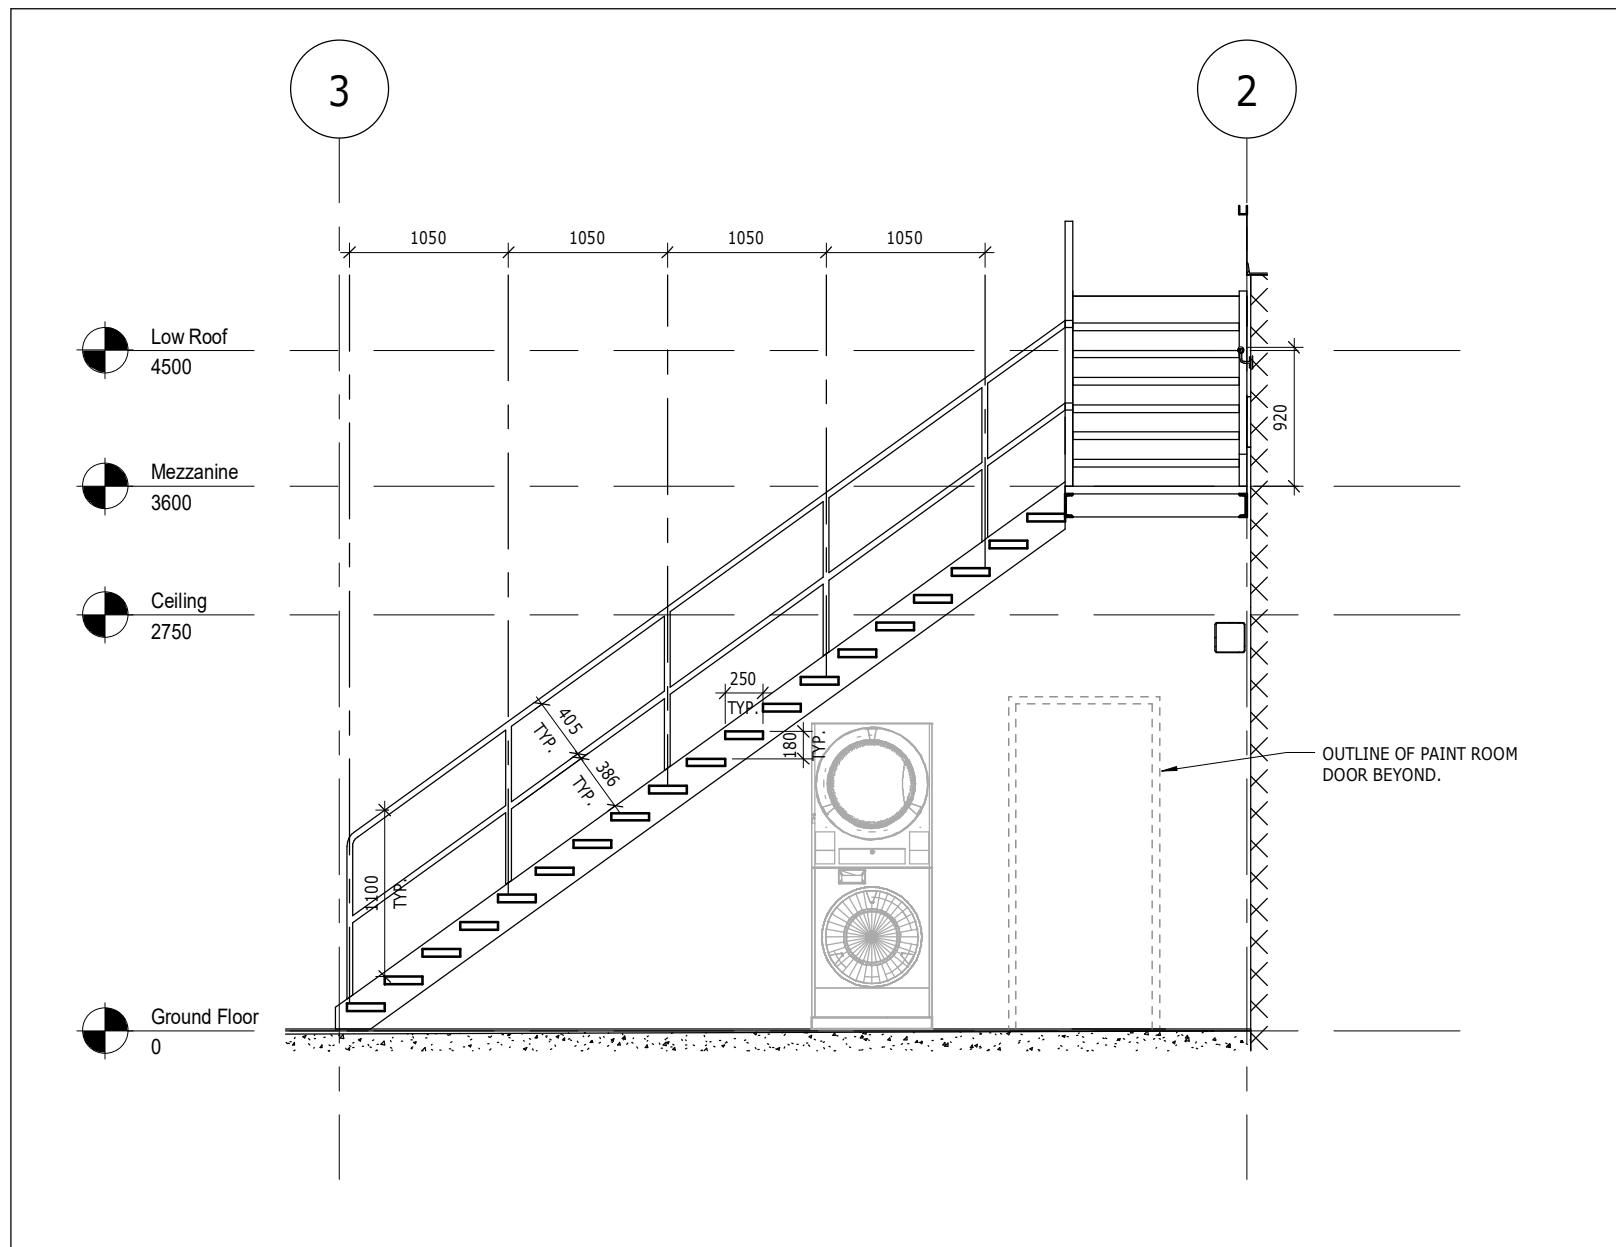 3
2
1050
1050
1050
1050
Low Roof
4500
920
Mezzanine
3600
Ceiling
2750
250
TYP.
405
TYP.
180
TYP.
386
TYP.
OUTLINE OF PAINT ROOM
DOOR BEYOND.
1100
TYP.
Ground Floor
0